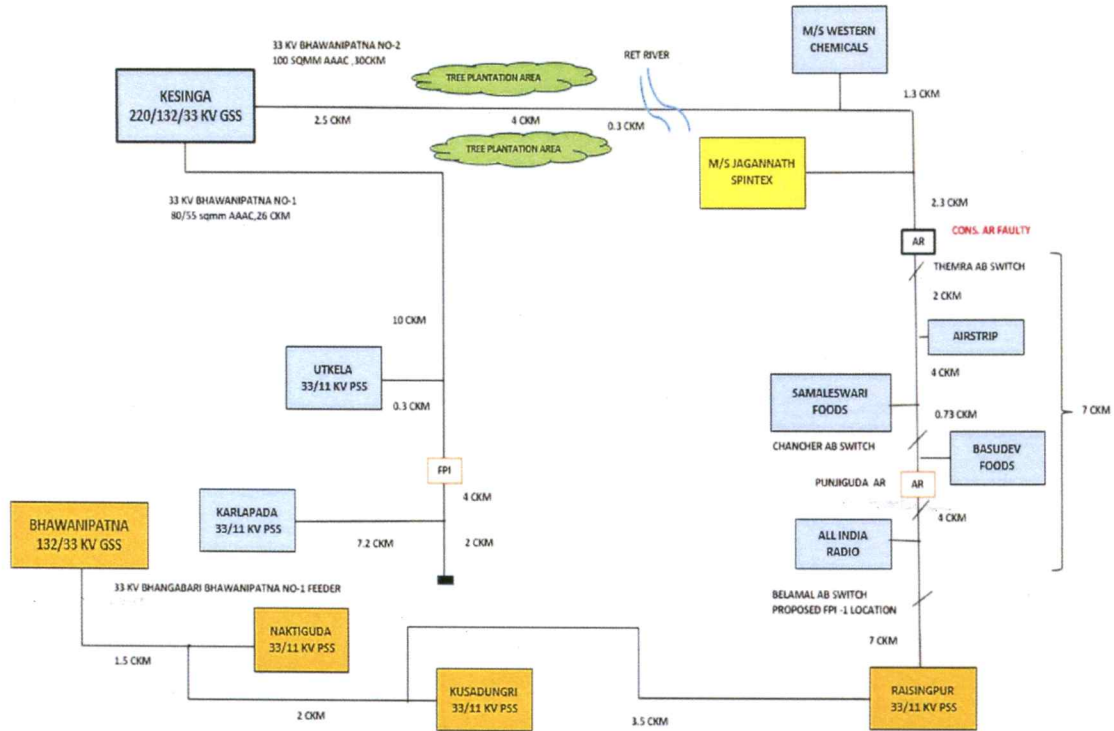 33 KV BHAWANIPATNA NO-2
100 SQMM AAAC ,30CKM
TREE PLANTATION AREA
RET RIVER
M/S WESTERN
CHEMICALS
KESINGA
220/132/33 KV GSS
2.5 CKM
4 CKM
0.3 CKM
1.3 CKM
TREE PLANTATION AREA
M/S JAGANNATH
SPINTEX
33 KV BHAWANIPATNA NO-1
80/55 sqmm AAAC,26 CKM
2.3 CKM
AR
CONS. AR FAULTY
THEMRA AB SWITCH
2 CKM
10 CKM
AIRSTRIP
UTKELA
33/11 KV PSS
4 CKM
0.3 CKM
SAMALESWARI
FOODS
0.73 CKM
7 CKM
CHANCHER AB SWITCH
BASUDEV
FOODS
FPI
PUNJIGUDA AR
AR
4 CKM
KARLAPADA
33/11 KV PSS
4 CKM
BHAWANIPATNA
132/33 KV GSS
7.2 CKM
2 CKM
ALL INDIA
RADIO
33 KV BHANGABARI BHAWANIPATNA NO-1 FEEDER
BELAMAL AB SWITCH
PROPOSED FPI -1 LOCATION
NAKTIGUDA
33/11 KV PSS
7 CKM
1.5 CKM
KUSADUNGRI
33/11 KV PSS
RAISINGPUR
33/11 KV PSS
2 CKM
3.5 CKM